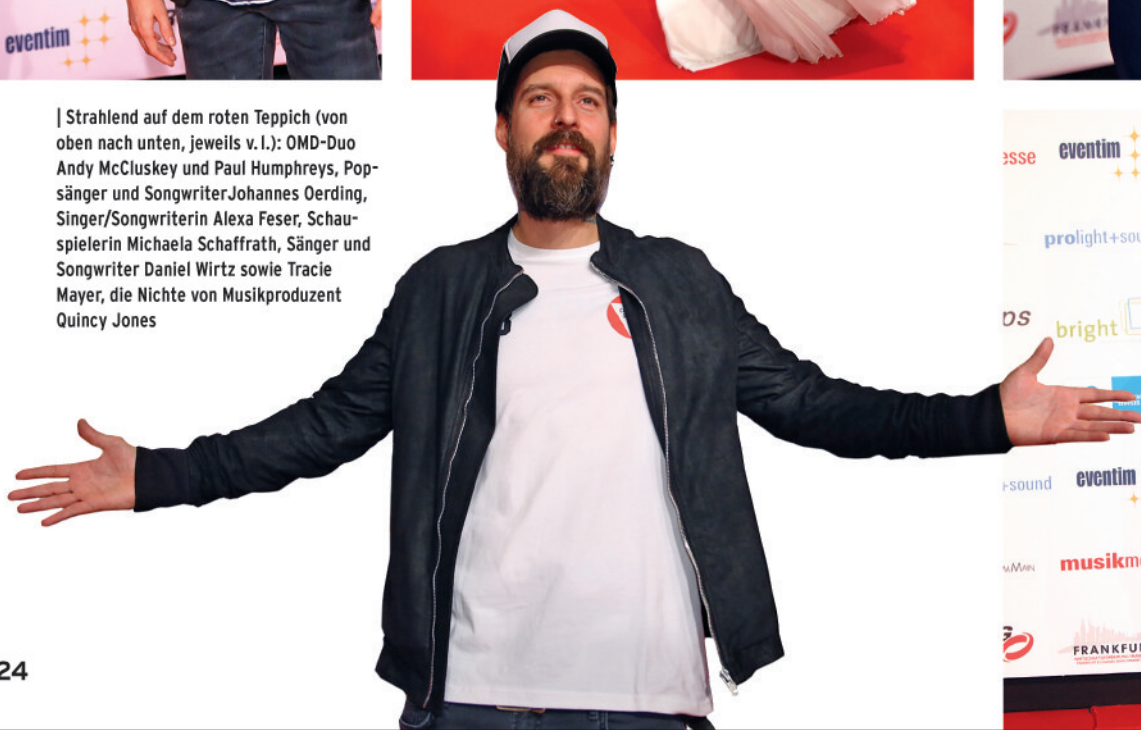 eventim
| Strahlend auf dem roten Teppich (von
oben nach unten, jeweils v. l.): OMD-Duo
Andy McCluskey und Paul Humphreys, Pop-
sänger und SongwriterJohannes Oerding,
Singer/Songwriterin Alexa Feser, Schau-
spielerin Michaela Schaffrath, Sänger und
Songwriter Daniel Wirtz sowie Tracie
Mayer, die Nichte von Musikproduzent
Quincy Jones
esse
eventim
prolight+sou
ps
bright
+sound
eventim
MAIN
musikm
FRANKFU
24